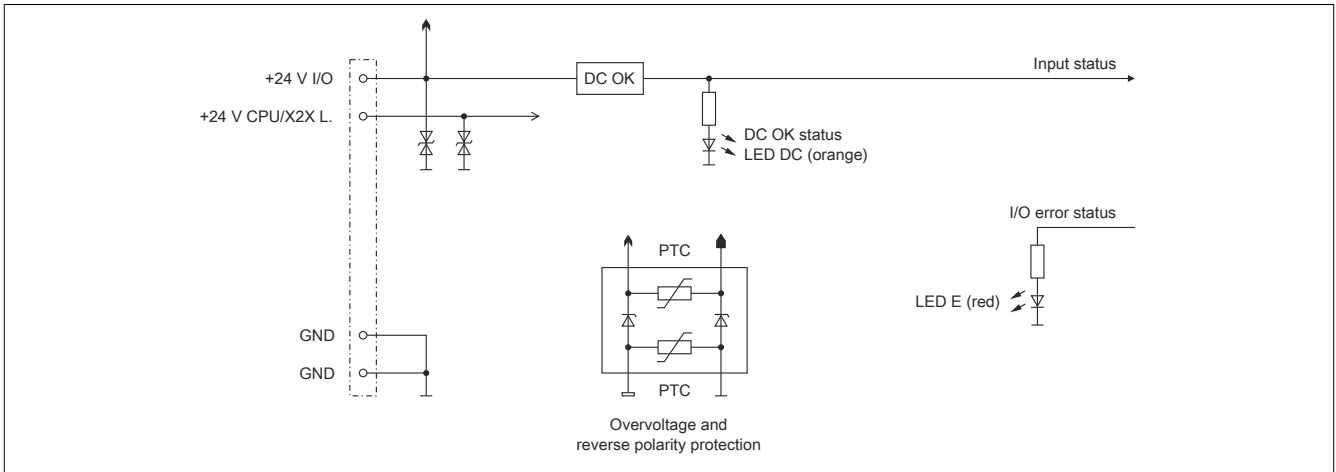 +24 V I/O
DC OK
Input status
+24 V CPU/X2X L.
DC OK status
LED DC (orange)
I/O error status
PTC
LED E (red)
GND
GND
PTC
Overvoltage and
reverse polarity protection